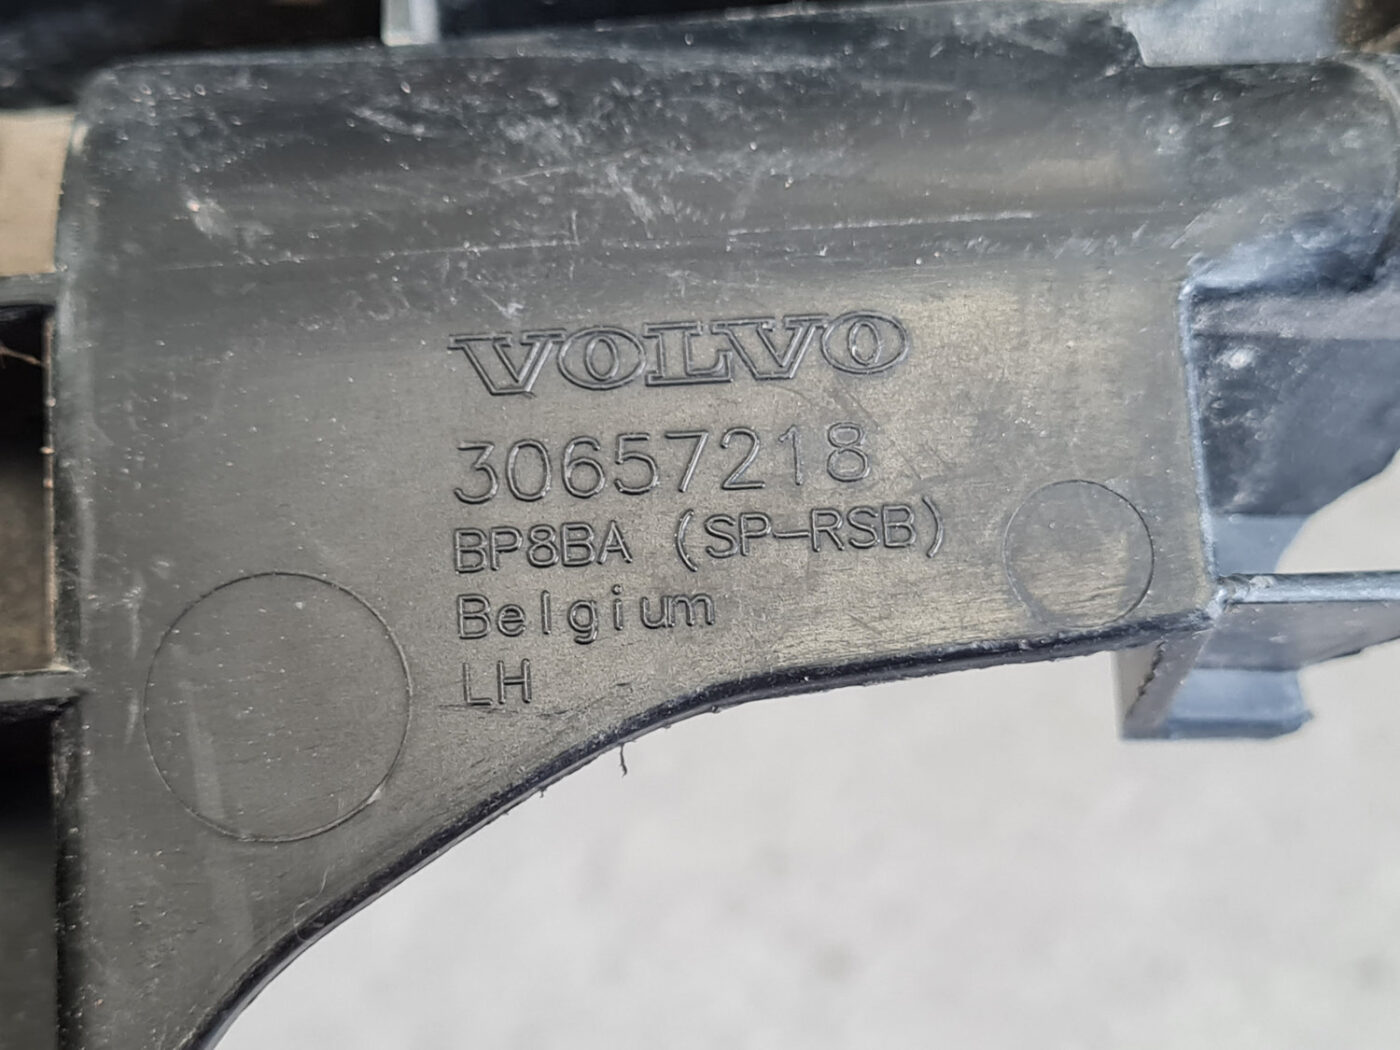 VOLVO
30657218
BP8BA (SP-RSB)
Belgium
LH